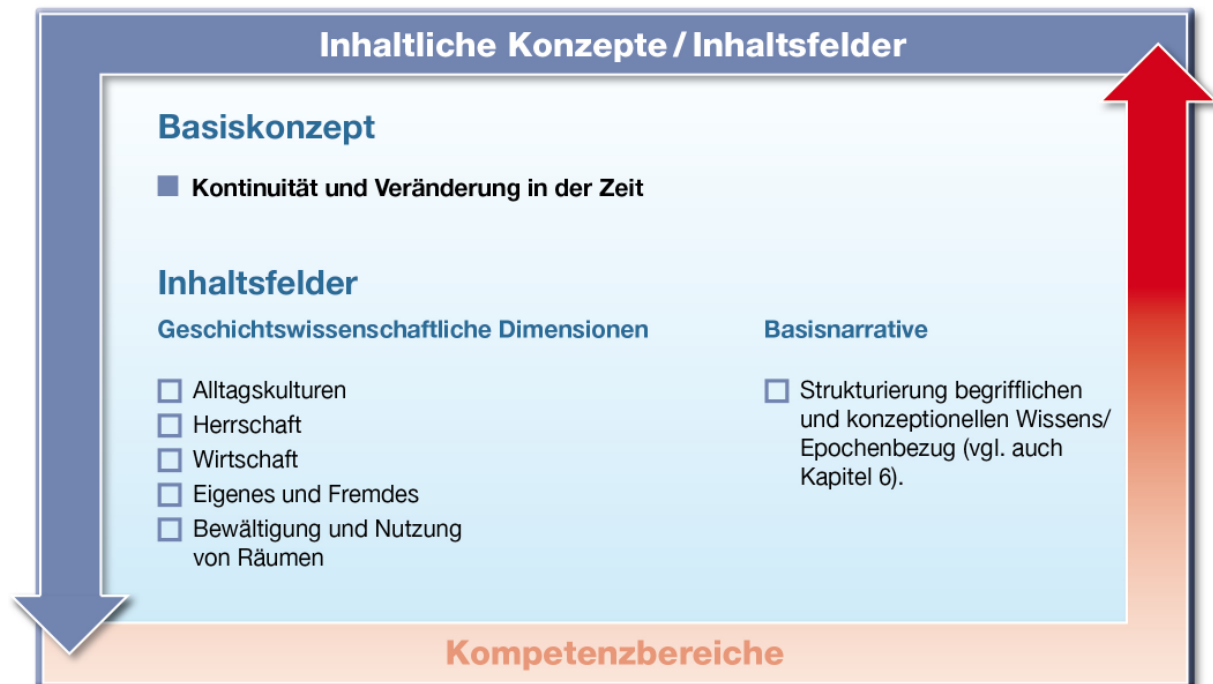 Inhaltliche Konzepte / Inhaltsfelder
Basiskonzept
Kontinuität und Veränderung in der Zeit
Inhaltsfelder
Geschichtswissenschaftliche Dimensionen
Alltagskulturen
Herrschaft
Wirtschaft
Eigenes und Fremdes
Bewältigung und Nutzung
von Räumen
Basisnarrative
Strukturierung begrifflichen
und konzeptionellen Wissens/
Epochenbezug (vgl. auch
Kapitel 6).
Kompetenzbereiche